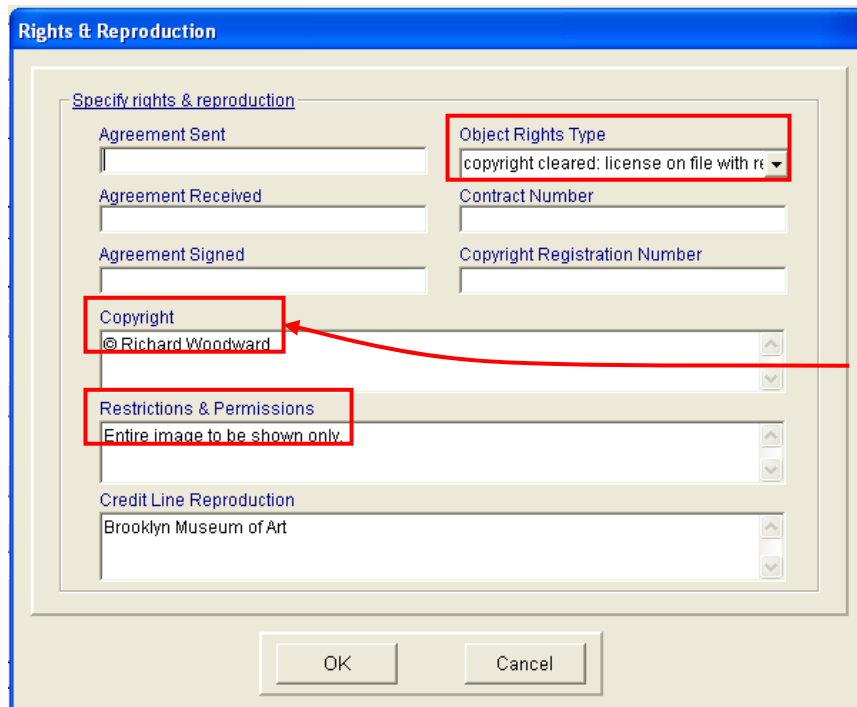 Rights & Reproduction
Specify rights & reproduction
Agreement Sent
Object Rights Type
copyright cleared: license on file with re
Agreement Received
Contract Number
Agreement Signed
Copyright Registration Number
Copyright
© Richard Woodward
Restrictions & Permissions
Entire image to be shown only.
Credit Line Reproduction
Brooklyn Museum of Art
OK
Cancel